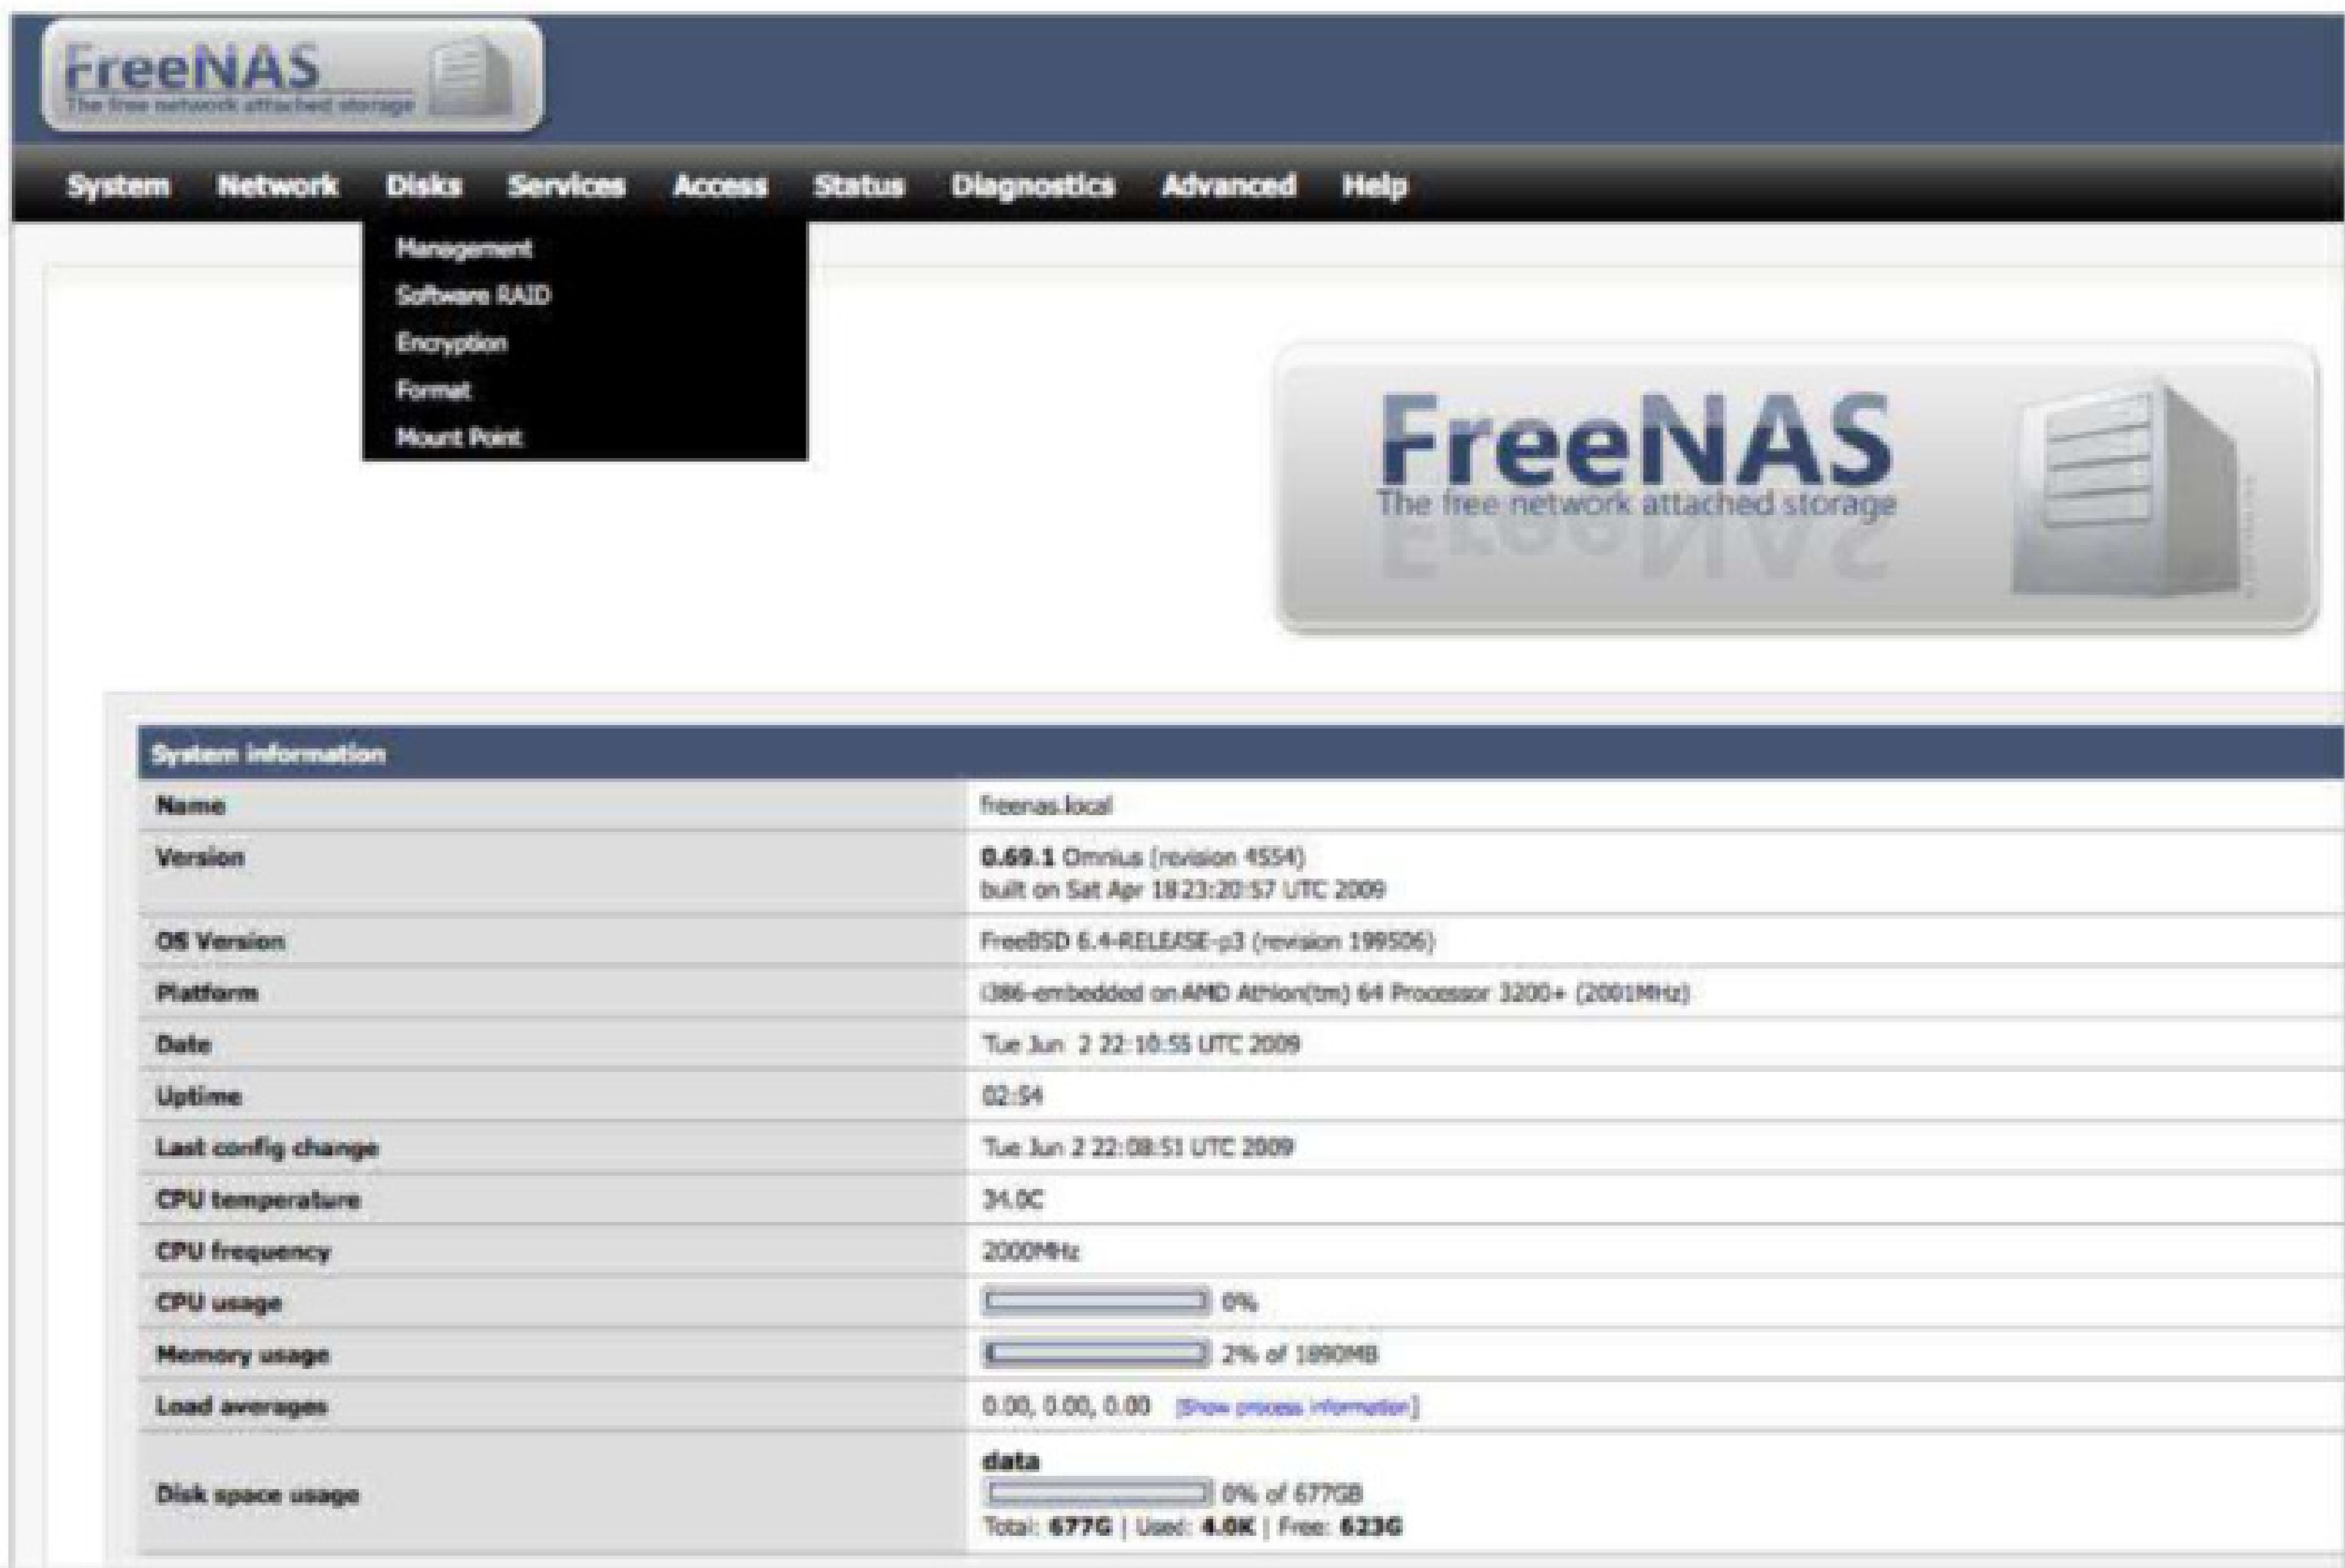 FreeNAS
The free network attached storage
System Network Disks Services Access Status Diagnostics Advanced Help
Management
Software RAID
Encryption
Format
Mount Point
FreeNAS
The free network attached storage
System information
Name freenas.local
Version 0.69.1 Omnius (revision 4554)
built on Sat Apr 18 23:20:57 UTC 2009
OS Version FreeBSD 6.4-RELEASE-p3 (revision 199506)
Platform i386-embedded on AMD Athlon(tm) 64 Processor 3200+ (2001MHz)
Date Tue Jun 2 22:10:55 UTC 2009
Uptime 02:54
Last config change Tue Jun 2 22:08:51 UTC 2009
CPU temperature 34.0C
CPU frequency 2000MHz
CPU usage 0%
Memory usage 2% of 1890MB
Load averages 0.00, 0.00, 0.00 [Show process information]
data
Disk space usage 0% of 677GB
Total: 677G | Used: 4.0K | Free: 623G